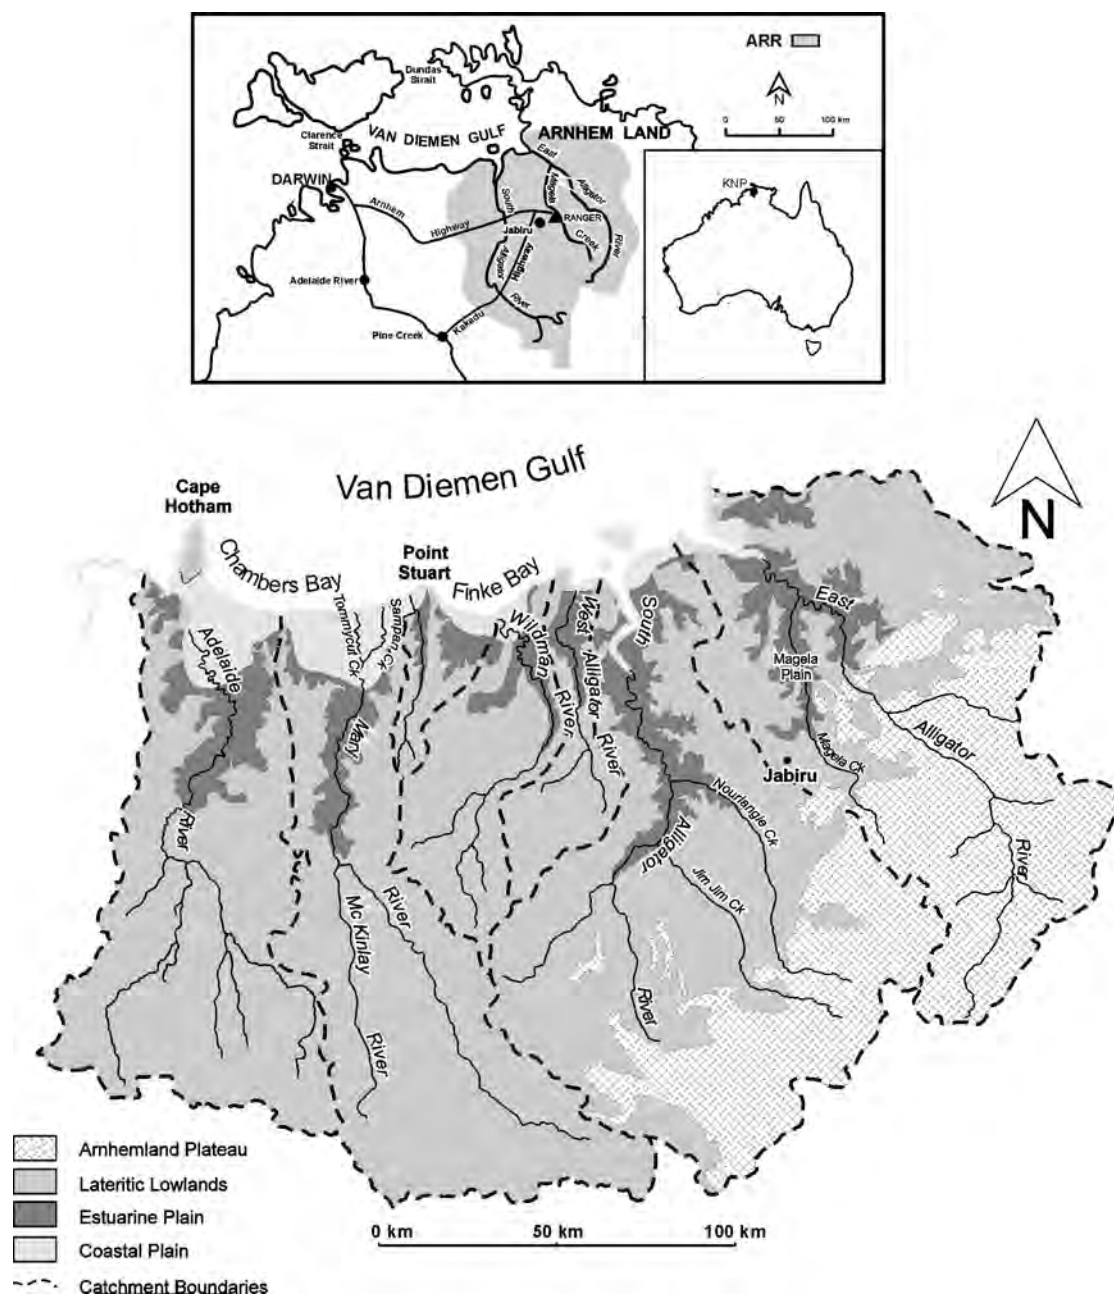 ARR
N
0 50 100 km
Dundas
Strait
Clarence
Strait
VAN DIEMEN GULF
ARNHEM LAND
DARWIN
Arnhem
Highway
South
Alligator
River
East
Alligator
River
Magela
Creek
RANGER
Jabiru
Kakadu
Highway
Adelaide River
Pine Creek
KNP
Van Diemen Gulf
N
Cape
Hotham
Chambers Bay
Point
Stuart
Finke Bay
Tommycut Ck
Sampan Ck
Adelaide
River
Mary
River
Mc Kinlay
River
Wildman
River
West
Alligator
River
South
Alligator
River
Nourlangie Ck
Jim Jim Ck
East
Alligator
River
Magela
Plain
Magela Ck
Jabiru
Arnhemland Plateau
Lateritic Lowlands
Estuarine Plain
Coastal Plain
Catchment Boundaries
0 km 50 km 100 km